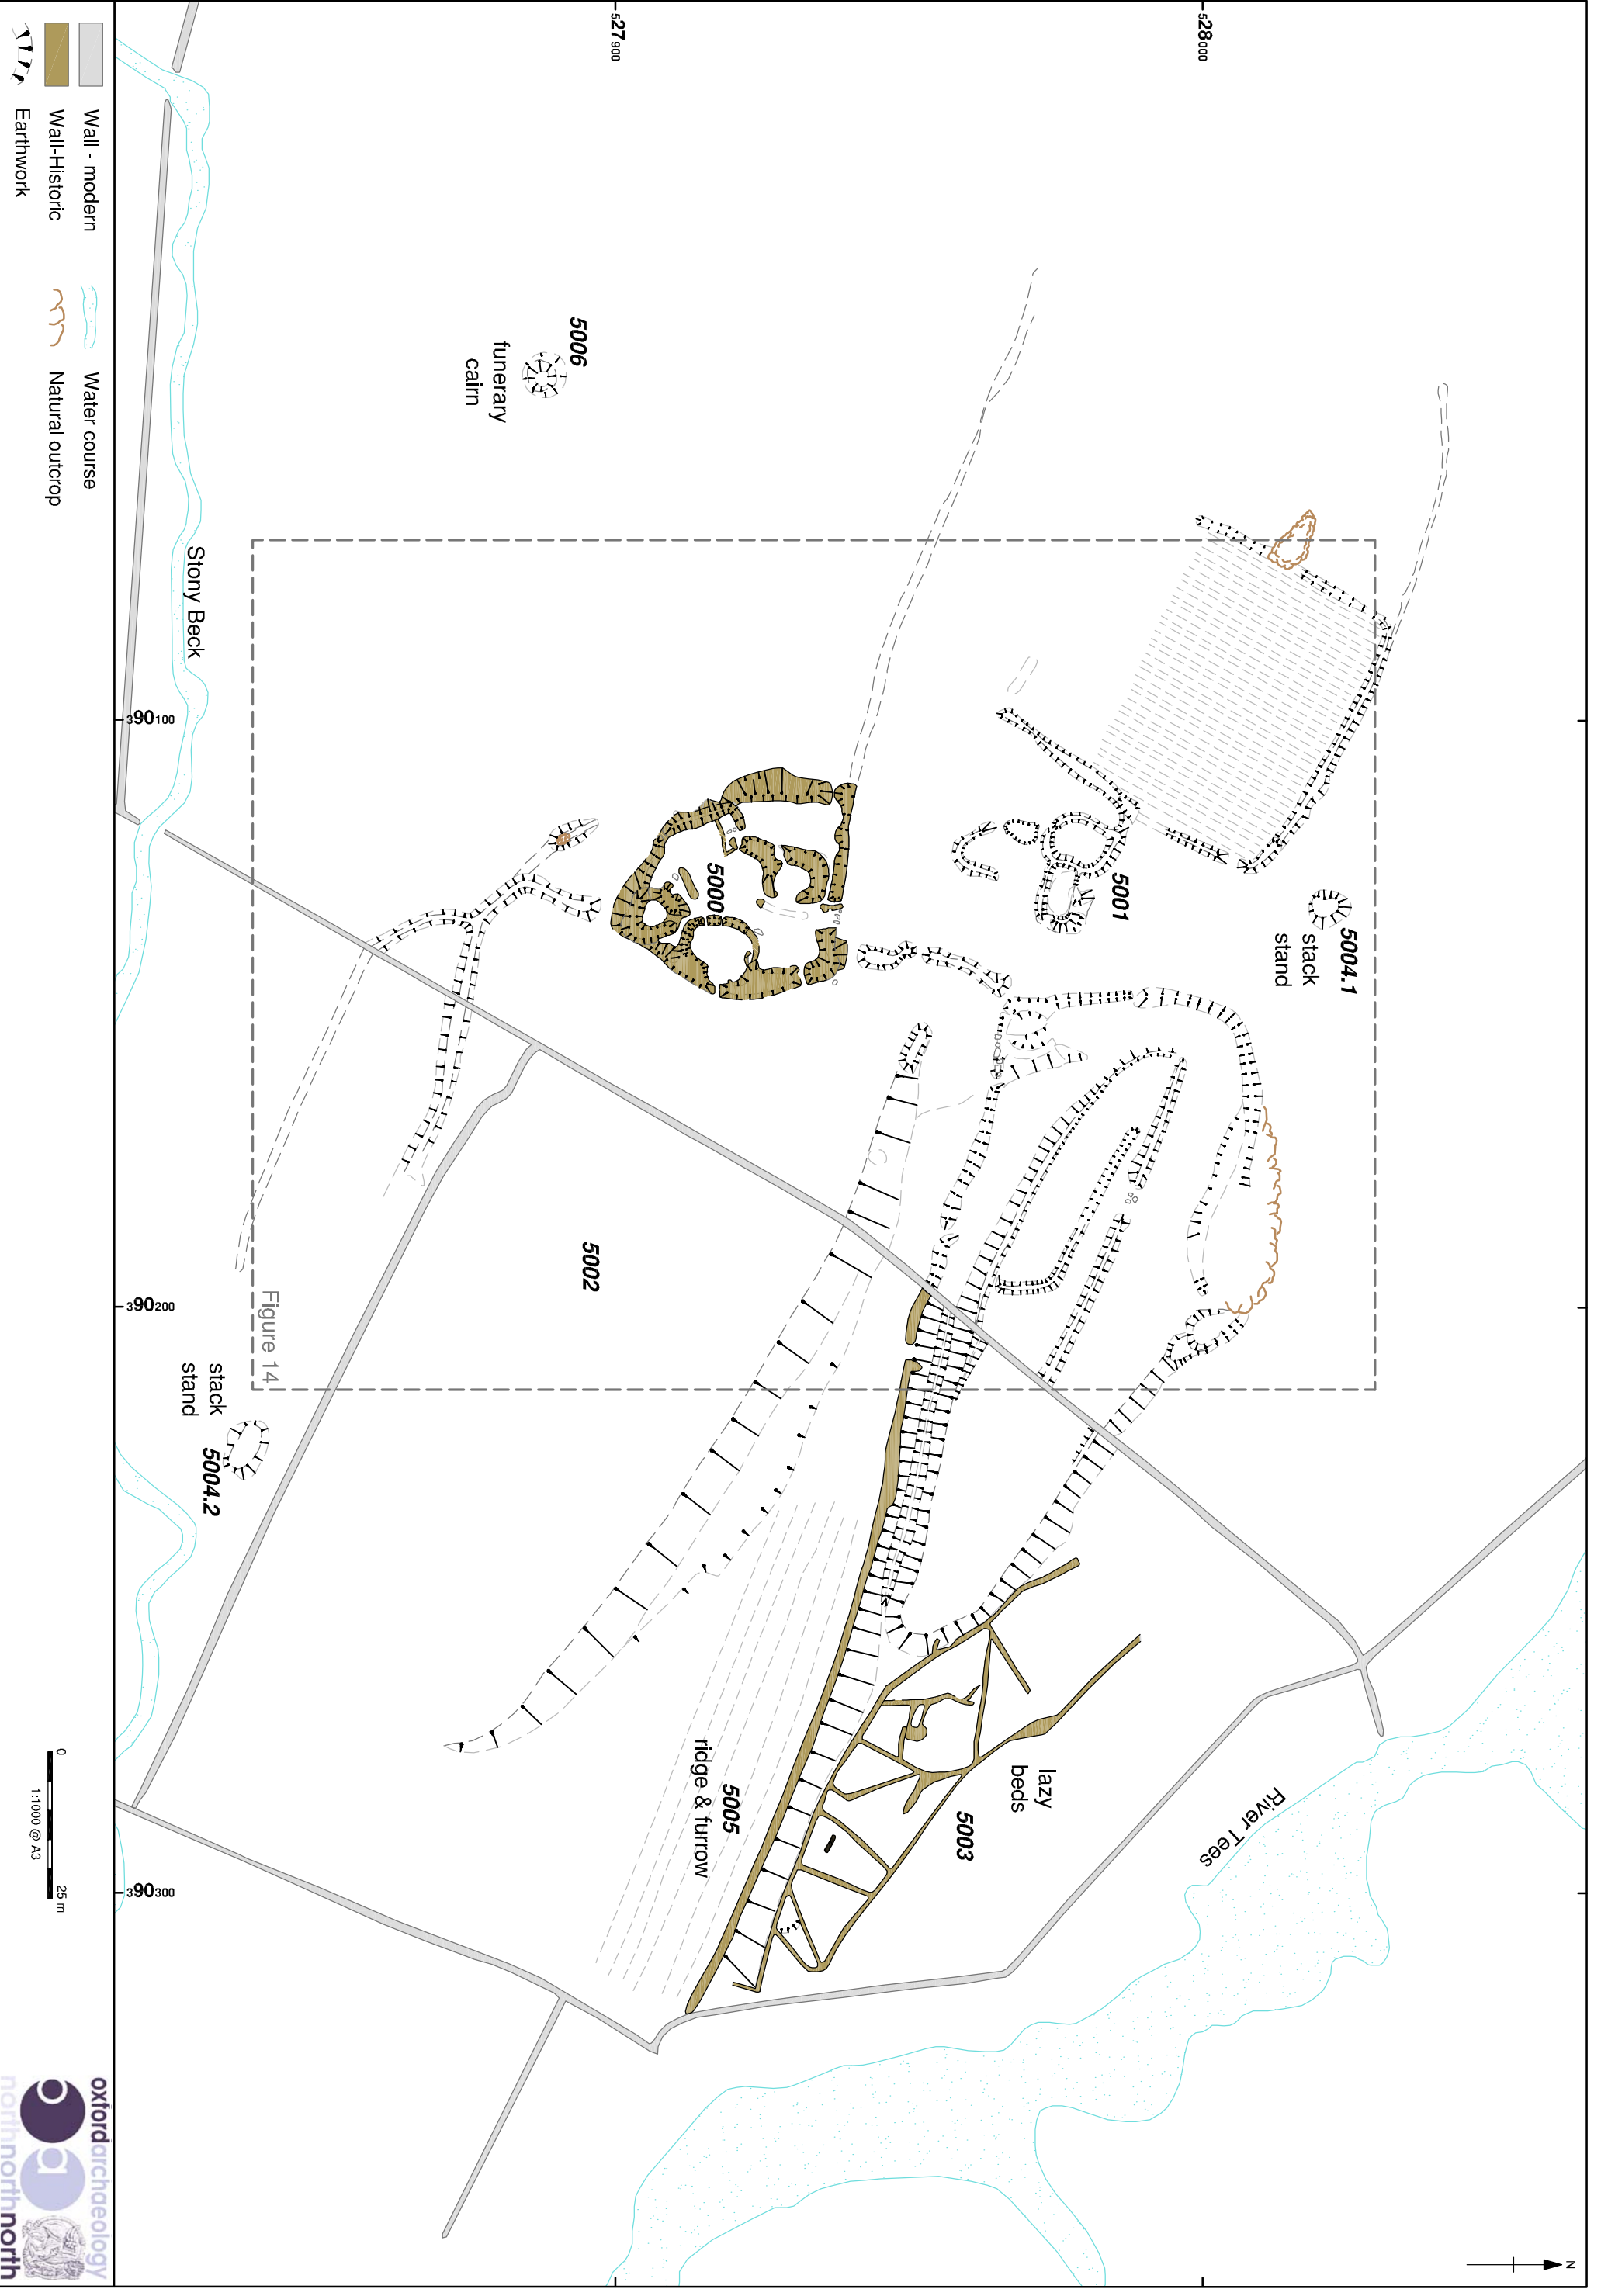 528000
527900
N
5004.1
stack
stand
5001
River Tees
lazy
beds
5003
5000
5006
funerary
cairn
5002
5005
ridge & furrow
Figure 14
stack
stand
5004.2
Stony Beck
390100
390200
390300
Wall - modern
Water course
Wall-Historic
Natural outcrop
Earthwork
0
25 m
1:1000 @ A3
oxfordarchaeology
northnorthnorth